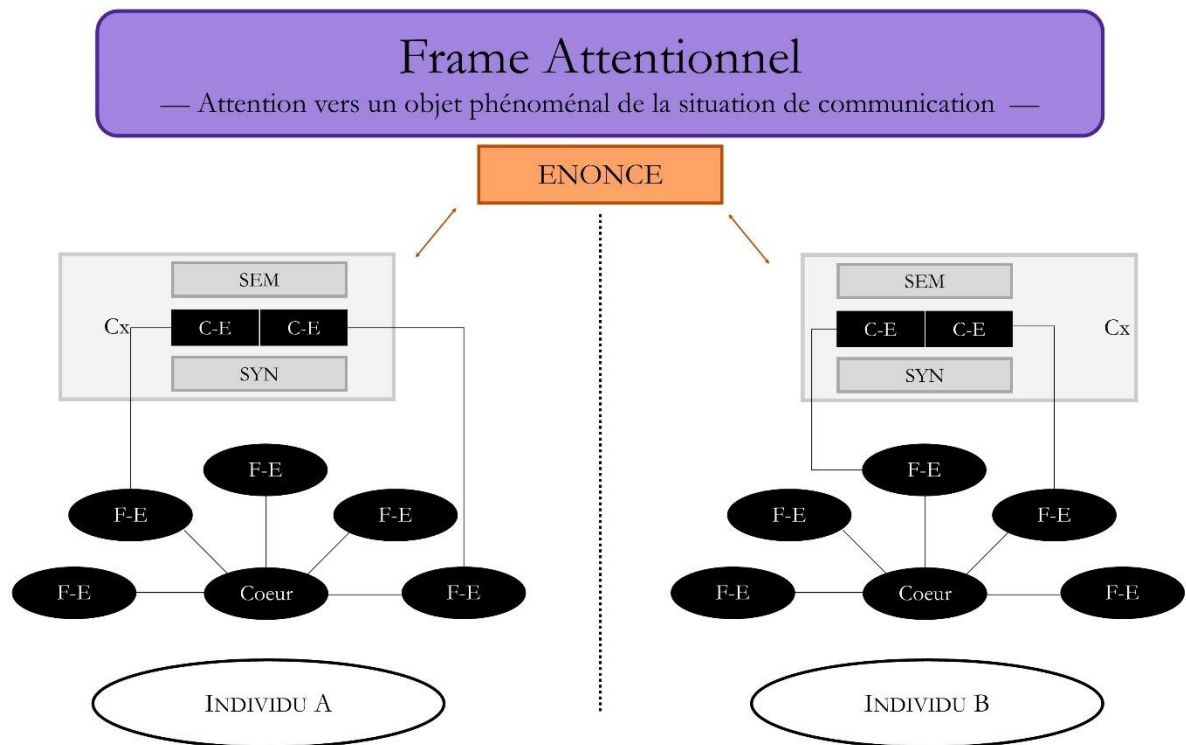 Frame Attentionnel
— Attention vers un objet phénoménal de la situation de communication —
ENONCE
SEM
Cx
C-E
C-E
SYN
F-E
F-E
F-E
F-E
Coeur
F-E
INDIVIDU A
SEM
C-E
C-E
Cx
SYN
F-E
F-E
F-E
F-E
Coeur
F-E
INDIVIDU B